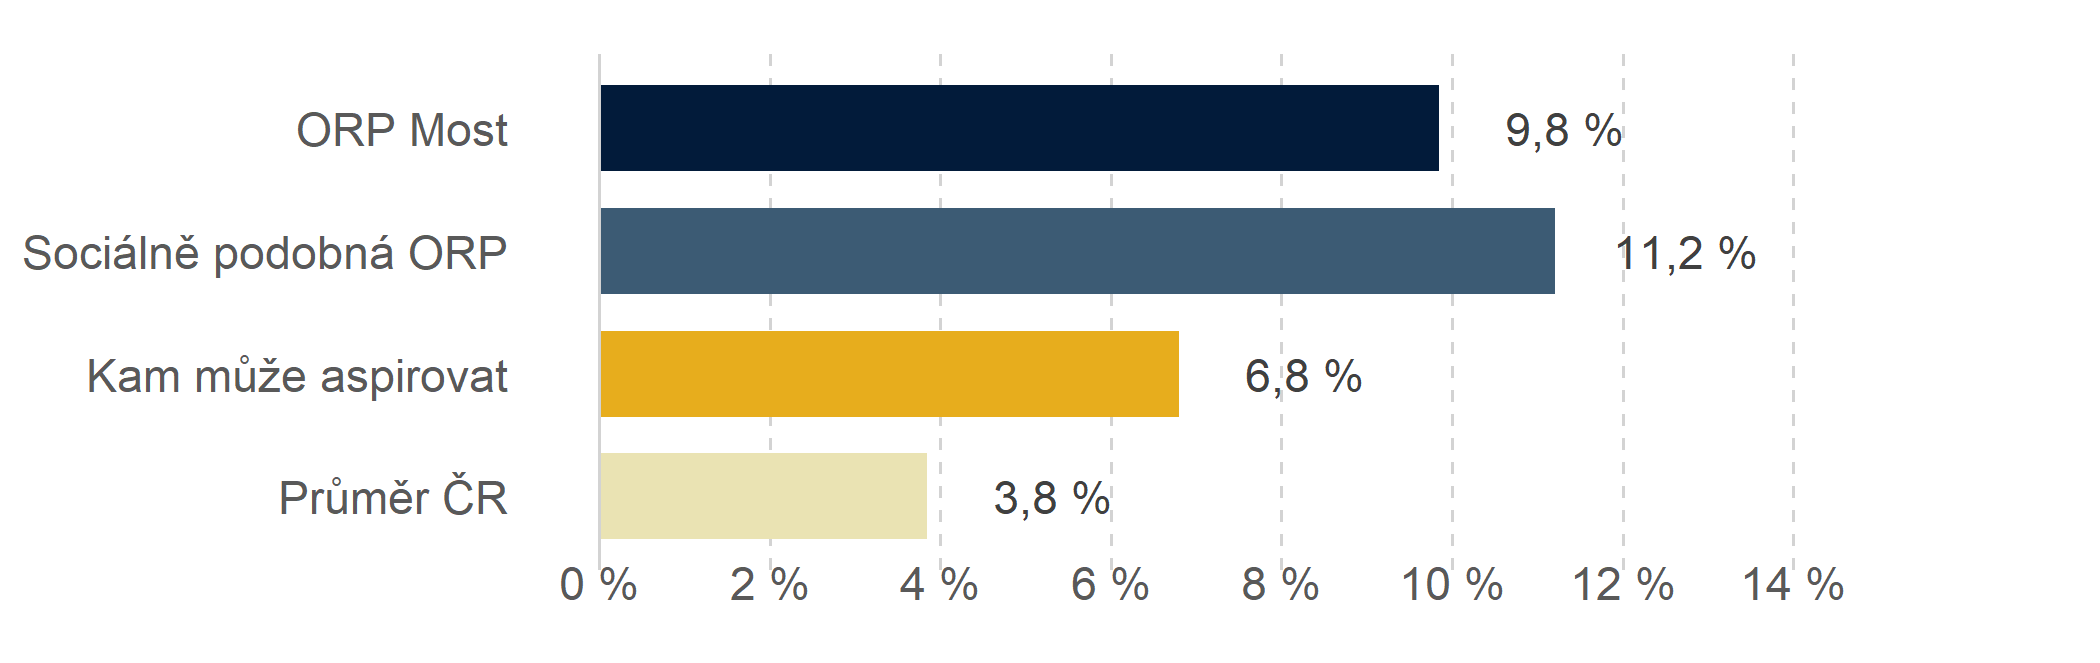 ORP Most
9,8 %
Sociálně podobná ORP
11,2 %
Kam může aspirovat
6,8 %
Průměr ČR
3,8 %
0 % 2 % 4 % 6 % 8 % 10 % 12 % 14 %